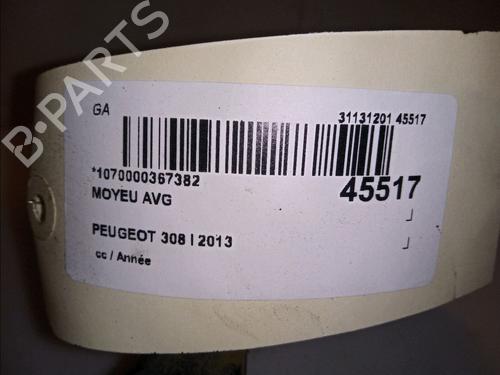 B-PARTS
GA
31131201 45517
*1070000367382
45517
MOYEU AVG
PEUGEOT 308 I 2013
cc / Année